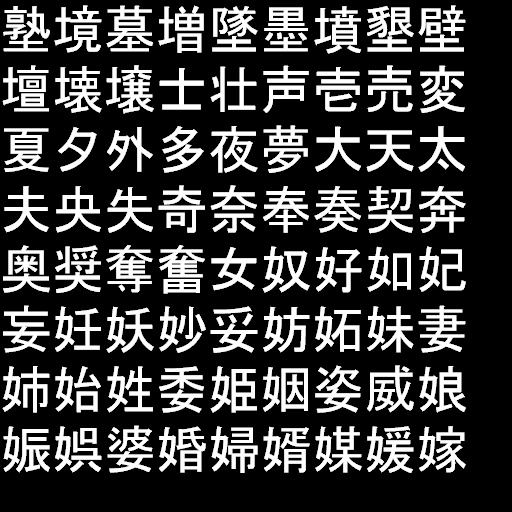 塾境墓増墜墨墳墾壁
壇壊壌士壮声壱売変
夏夕外多夜夢大天太
夫央失奇奈奉奏契奔
奥奨奪奮女奴好如妃
妄妊妖妙妥妨妬妹妻
姉始姓委姫姻姿威娘
娠娯婆婚婦婿媒媛嫁